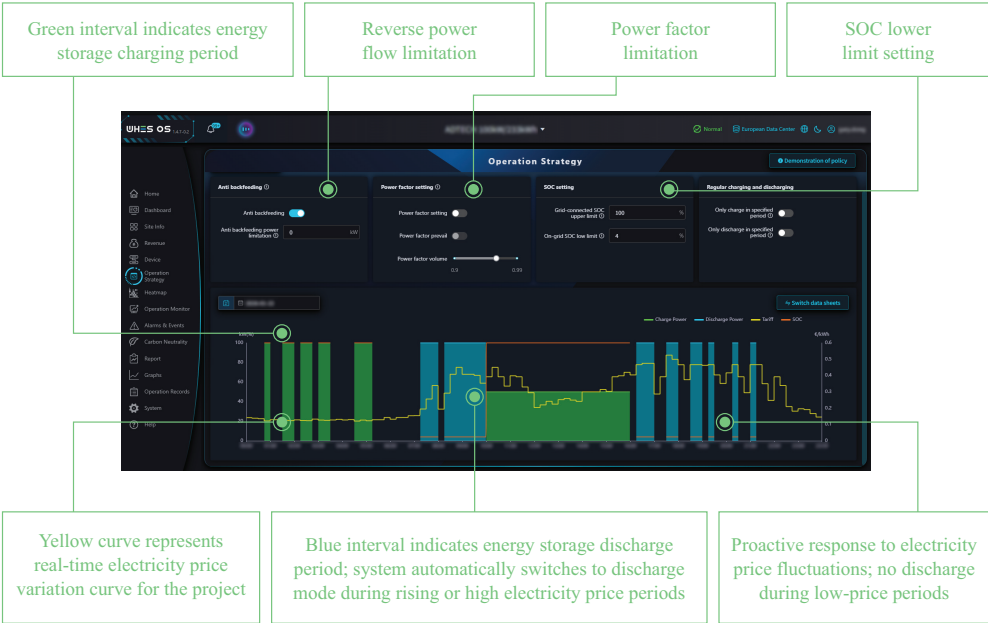 Green interval indicates energy
storage charging period
Reverse power
flow limitation
Power factor
limitation
SOC lower
limit setting
WHES OS
Normal
European Data Center
Operation Strategy
Demonstration of policy
Home
Dashboard
Site Info
Revenue
Device
Operation
Strategy
Heatmap
Operation Monitor
Alarms & Events
Carbon Neutrality
Report
Graphs
Operation Records
System
Help
Anti backfeeding
Anti backfeeding
Anti backfeeding power
limitation
0 kW
Power factor setting
Power factor setting
Power factor prevail
Power factor volume
0.9 0.99
SOC setting
Grid-connected SOC
upper limit
100 %
On-grid SOC low limit
4 %
Regular charging and discharging
Only charge in specified
period
Only discharge in specified
period
Switch data sheets
Charge Power Discharge Power Tariff SOC
kW(%)
€/kWh
100
80
60
40
20
0
0.6
0.5
0.4
0.3
0.2
0.1
0
Yellow curve represents
real-time electricity price
variation curve for the project
Blue interval indicates energy storage discharge
period; system automatically switches to discharge
mode during rising or high electricity price periods
Proactive response to electricity
price fluctuations; no discharge
during low-price periods